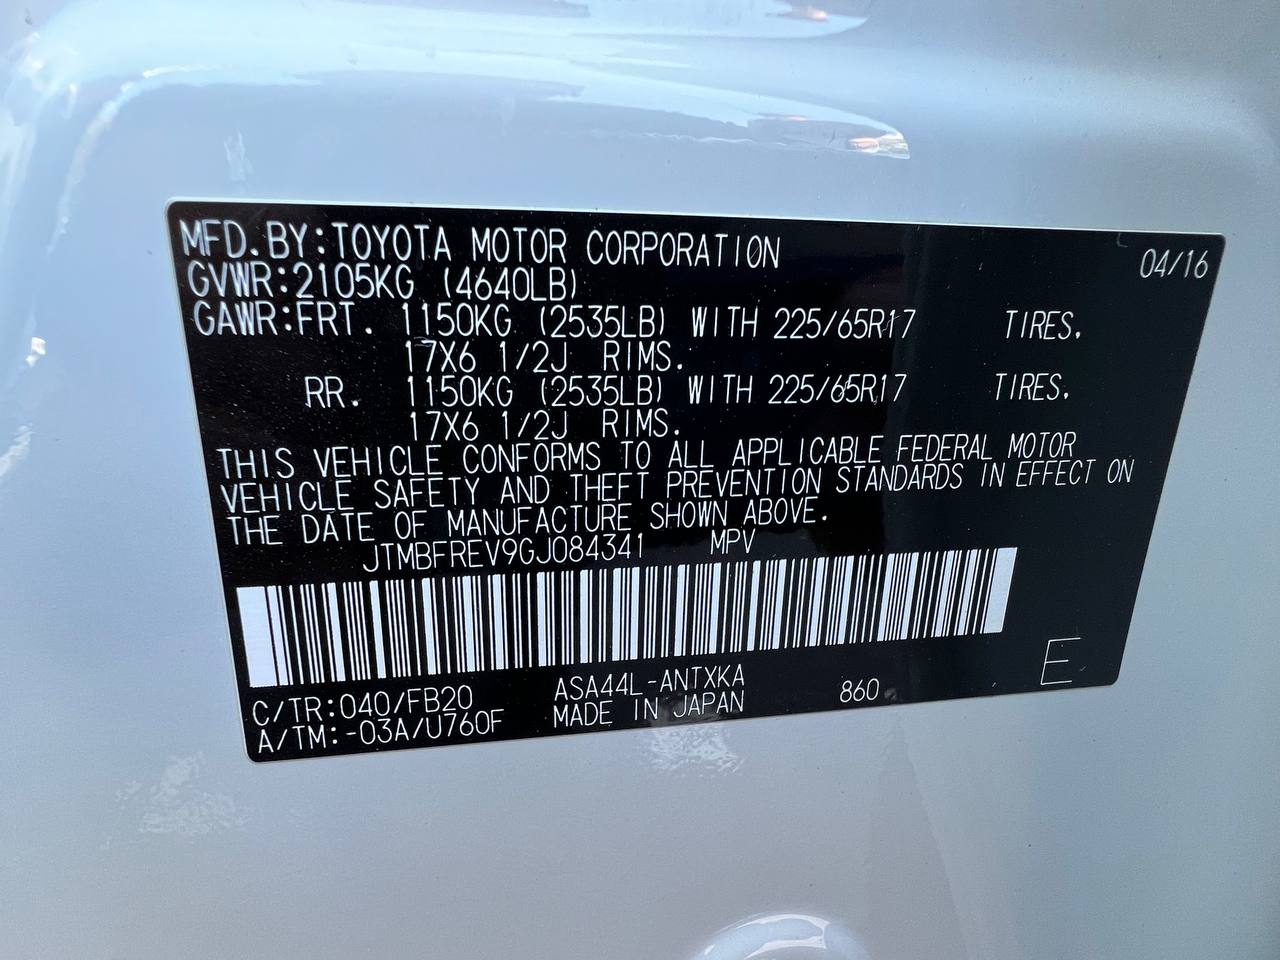 MFD.BY:TOYOTA MOTOR CORPORATION 04/16
GVWR:2105KG (4640LB)
GAWR:FRT. 1150KG (2535LB) WITH 225/65R17 TIRES.
17X6 1/2J RIMS.
RR. 1150KG (2535LB) WITH 225/65R17 TIRES.
17X6 1/2J RIMS.
THIS VEHICLE CONFORMS TO ALL APPLICABLE FEDERAL MOTOR
VEHICLE SAFETY AND THEFT PREVENTION STANDARDS IN EFFECT ON
THE DATE OF MANUFACTURE SHOWN ABOVE.
JTMBFREV9GJ084341 MPV
C/TR:040/FB20 ASA44L-ANTXKA 860 E
A/TM:-03A/U760F MADE IN JAPAN